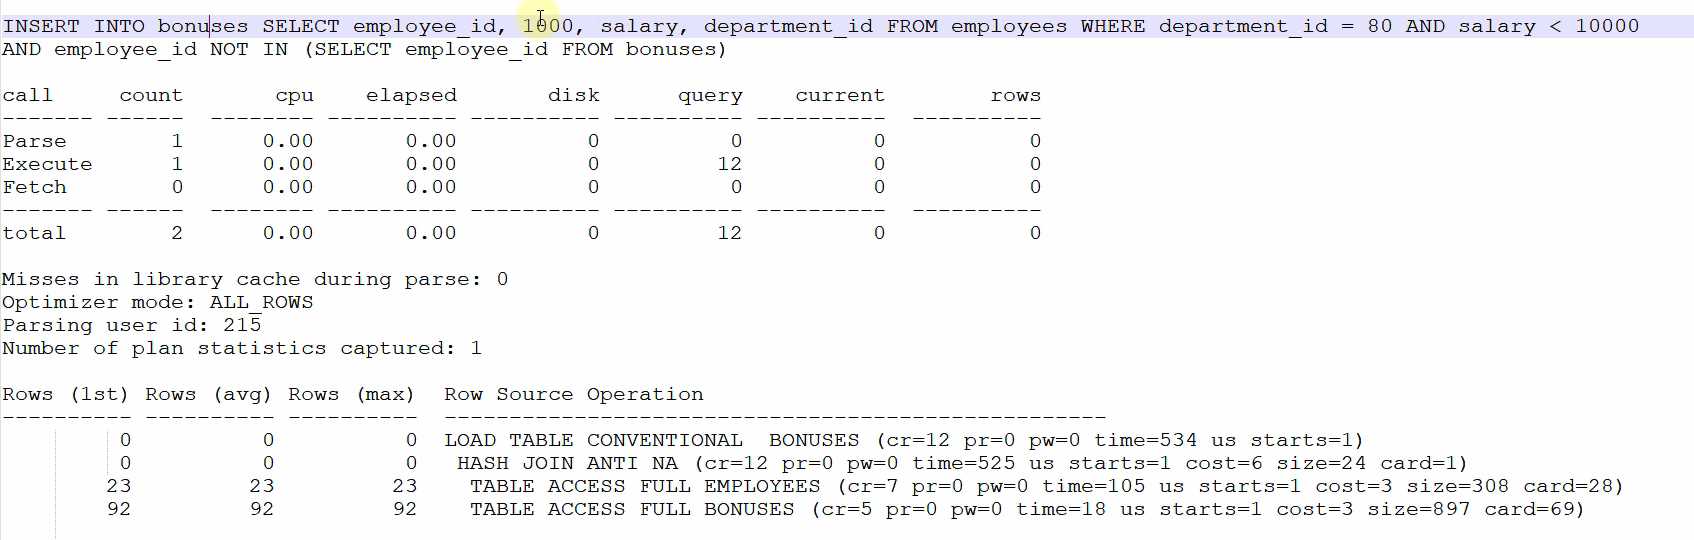 INSERT INTO bonuses SELECT employee_id, 1000, salary, department_id FROM employees WHERE department_id = 80 AND salary < 10000
AND employee_id NOT IN (SELECT employee_id FROM bonuses)
call     count       cpu    elapsed       disk      query    current        rows
------- ------  -------- ---------- ---------- ---------- ----------  ----------
Parse        1      0.00       0.00          0          0          0           0
Execute      1      0.00       0.00          0         12          0           0
Fetch        0      0.00       0.00          0          0          0           0
------- ------  -------- ---------- ---------- ---------- ----------  ----------
total        2      0.00       0.00          0         12          0           0
Misses in library cache during parse: 0
Optimizer mode: ALL_ROWS
Parsing user id: 215
Number of plan statistics captured: 1
Rows (1st) Rows (avg) Rows (max)  Row Source Operation
---------- ---------- ----------  ---------------------------------------------------
         0          0          0  LOAD TABLE CONVENTIONAL  BONUSES (cr=12 pr=0 pw=0 time=534 us starts=1)
         0          0          0   HASH JOIN ANTI NA (cr=12 pr=0 pw=0 time=525 us starts=1 cost=6 size=24 card=1)
        23         23         23    TABLE ACCESS FULL EMPLOYEES (cr=7 pr=0 pw=0 time=105 us starts=1 cost=3 size=308 card=28)
        92         92         92    TABLE ACCESS FULL BONUSES (cr=5 pr=0 pw=0 time=18 us starts=1 cost=3 size=897 card=69)